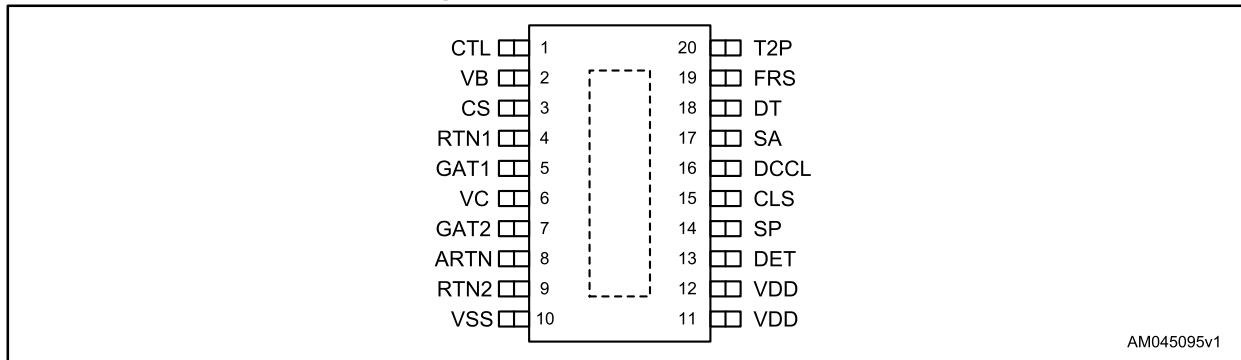 CTL 1 20 T2P
VB 2 19 FRS
CS 3 18 DT
RTN1 4 17 SA
GAT1 5 16 DCCL
VC 6 15 CLS
GAT2 7 14 SP
ARTN 8 13 DET
RTN2 9 12 VDD
VSS 10 11 VDD
AM045095v1